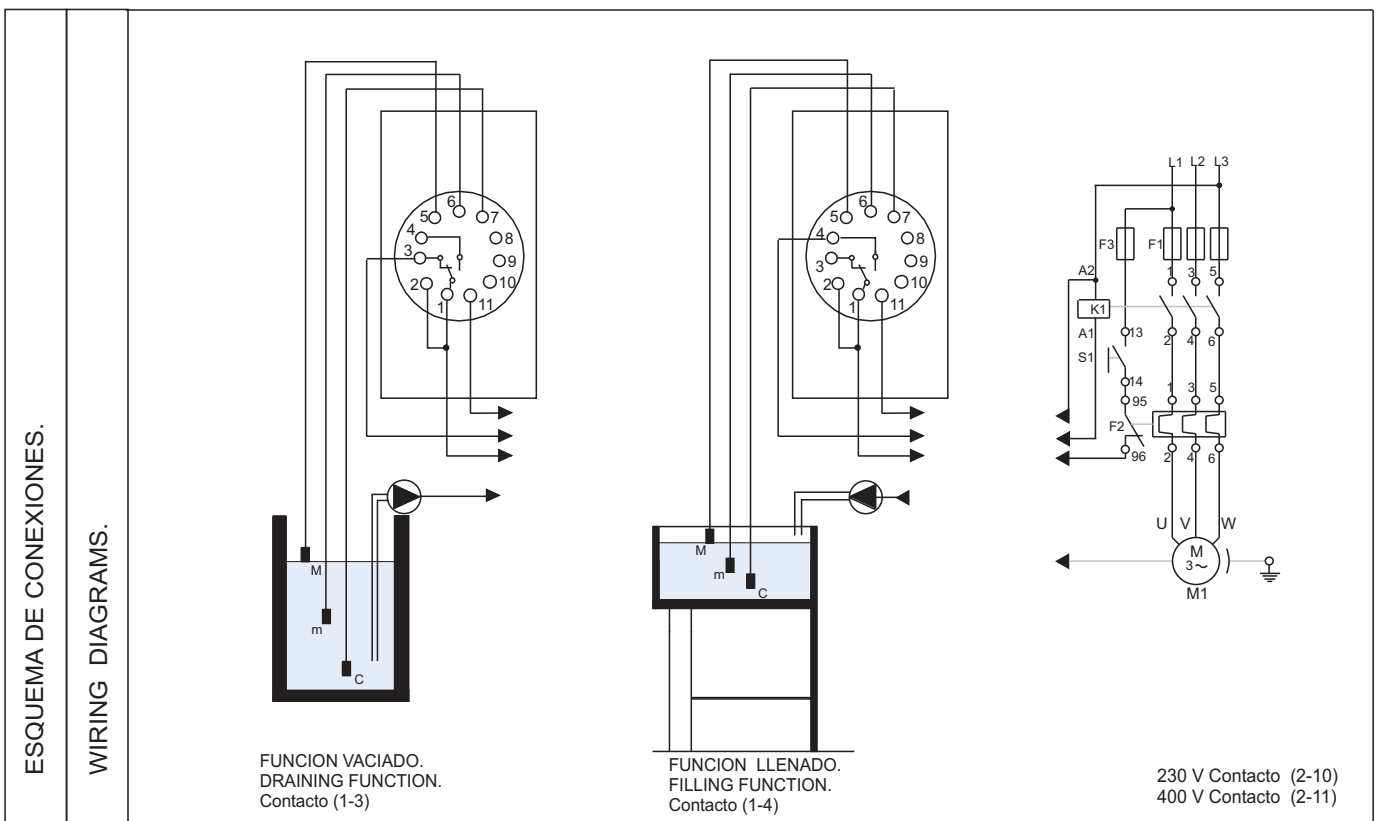 ESQUEMA DE CONEXIONES.
WIRING DIAGRAMS.
5
6
7
4
8
3
9
2
10
1
11
M
m
C
FUNCION VACIADO.
DRAINING FUNCTION.
Contacto (1-3)
5
6
7
4
8
3
9
2
10
1
11
M
m
C
FUNCION LLENADO.
FILLING FUNCTION.
Contacto (1-4)
L1 L2 L3
F3 F1
A2 1 3 5
K1
A1 13 2 4 6
S1
14 1 3 5
95
F2
96 2 4 6
U V W
M
3~
M1
230 V Contacto (2-10)
400 V Contacto (2-11)